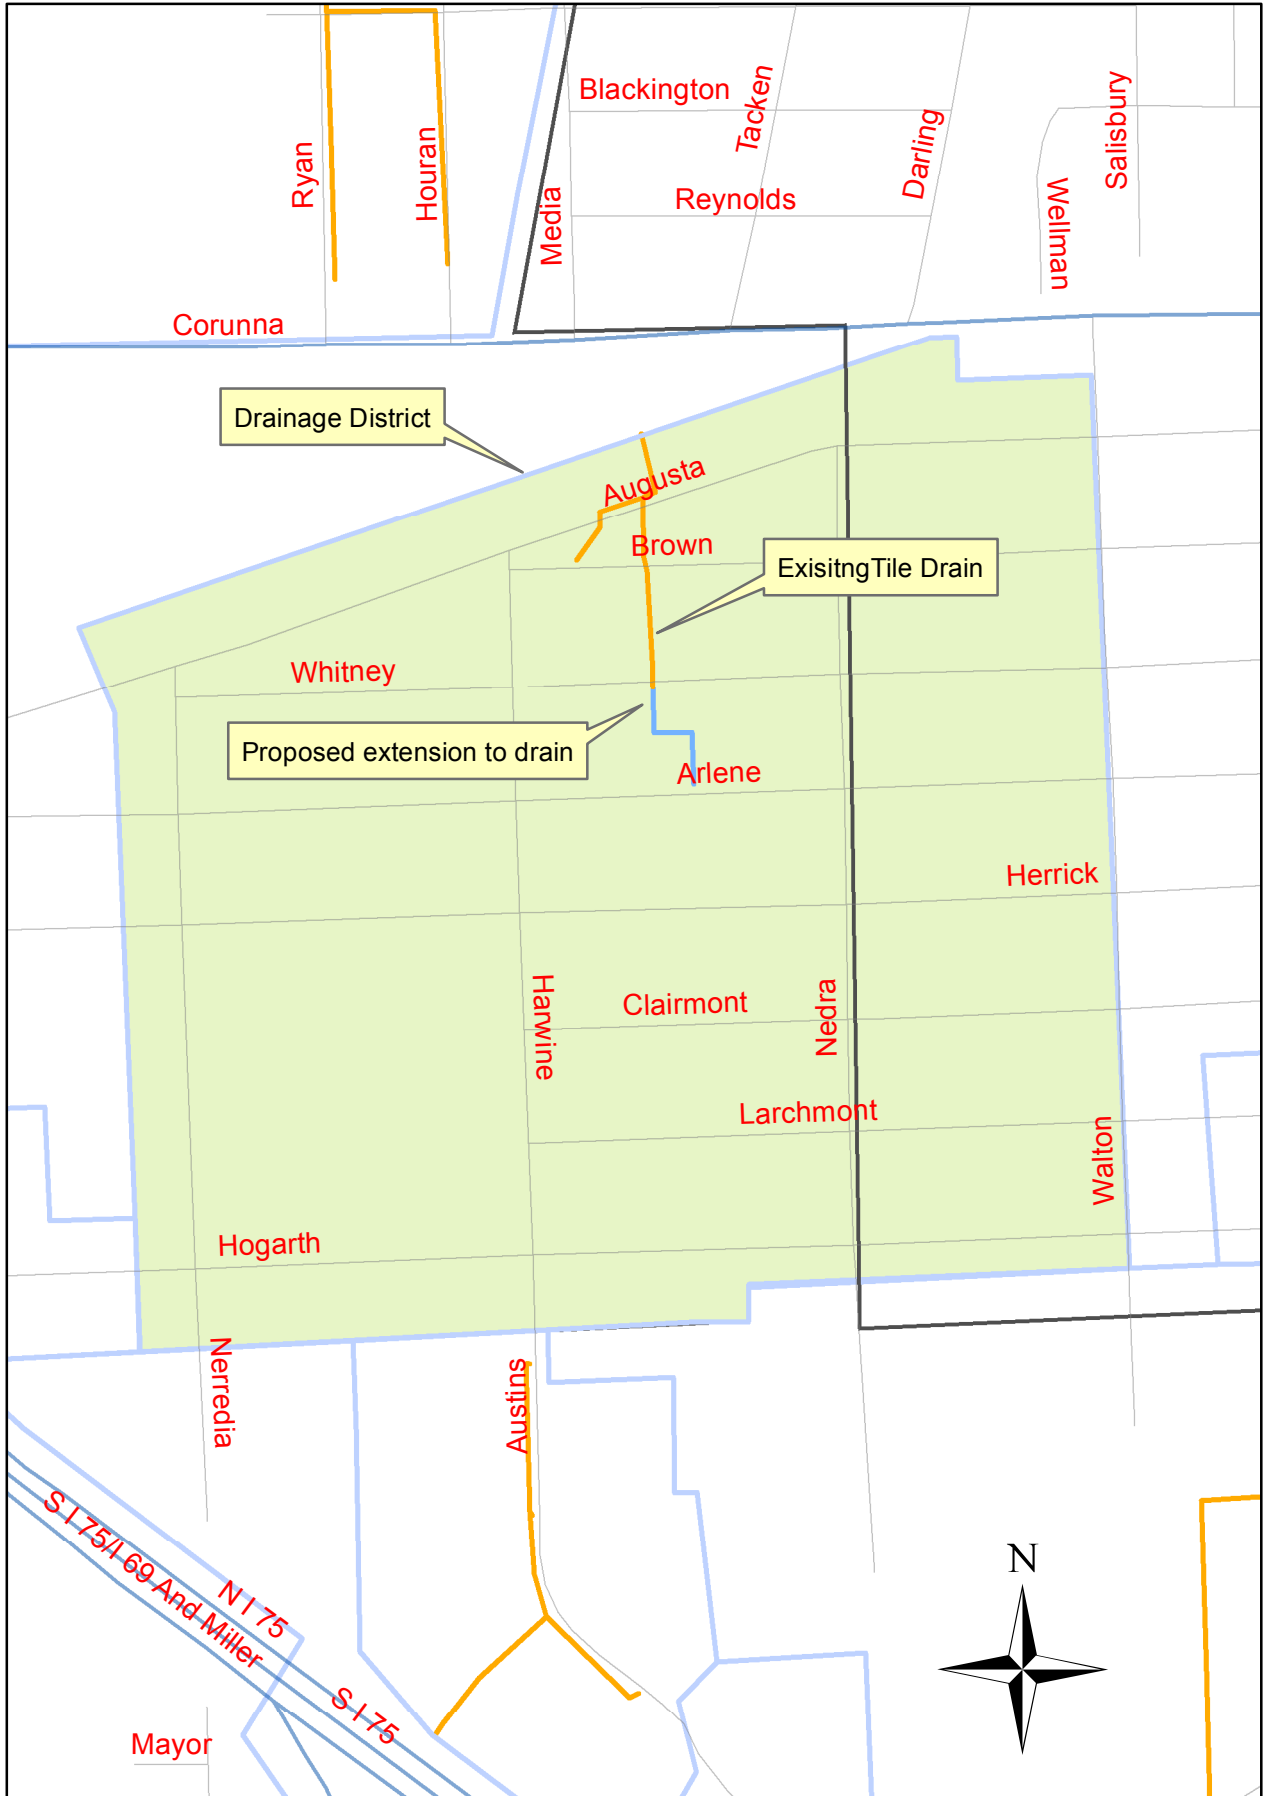 Blackington
Tacken
Ryan
Houran
Darling
Salisbury
Media
Reynolds
Wellman
Corunna
Drainage District
Augusta
Brown
ExisitngTile Drain
Whitney
Proposed extension to drain
Arlene
Herrick
Harwine
Clairmont
Nedra
Larchmont
Walton
Hogarth
Nerredia
Austins
S I 75/I 69 And Miller
N I 75
S I 75
Mayor
N